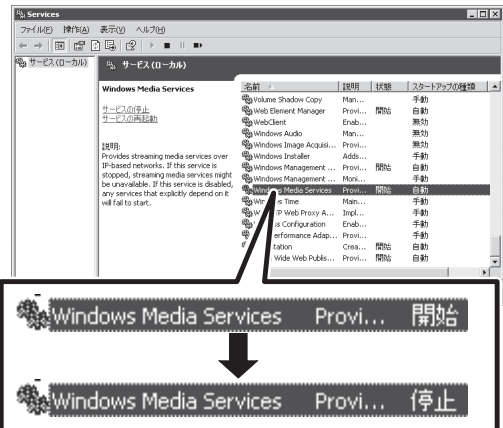 Services
ファイル(F) 操作(A) 表示(V) ヘルプ(H)
サービス (ローカル)
サービス (ローカル)
Windows Media Services
サービスの停止
サービスの再起動
説明:
Provides streaming media services over
IP-based networks. If this service is
stopped, streaming media services might
be unavailable. If this service is disabled,
any services that explicitly depend on it
will fail to start.
名前 説明 状態 スタートアップの種類
Volume Shadow Copy Man... 手動
Web Element Manager Provi... 開始 自動
WebClient Enab... 無効
Windows Audio Man... 無効
Windows Image Acquisi... Provi... 無効
Windows Installer Adds... 手動
Windows Management ... Provi... 開始 自動
Windows Management ... Moni... 手動
Windows Media Services Provi... 開始 自動
Time Main... 手動
P Web Proxy A... Impl... 手動
Configuration Enab... 手動
erformance Adap... Provi... 手動
tation Crea... 開始 自動
Wide Web Publis... Provi... 開始 自動
Windows Media Services Provi... 開始
Windows Media Services Provi... 停止